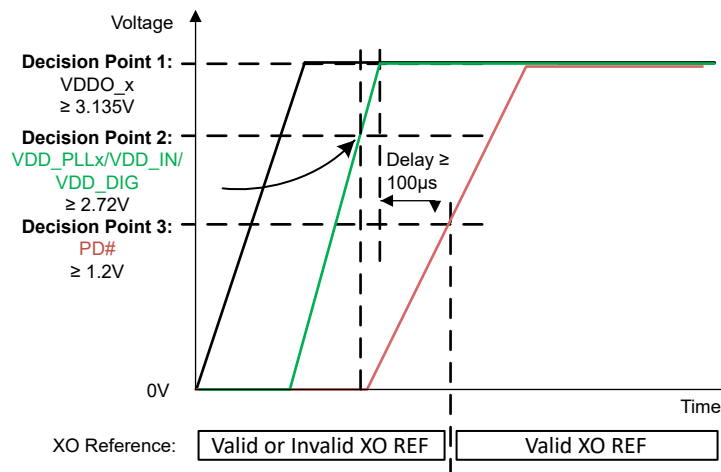 Voltage
Decision Point 1:
VDDO_x
≥ 3.135V
Decision Point 2:
VDD_PLLx/VDD_IN/
VDD_DIG
≥ 2.72V
Decision Point 3:
PD#
≥ 1.2V
Delay ≥
100µs
0V
Time
XO Reference:
Valid or Invalid XO REF
Valid XO REF